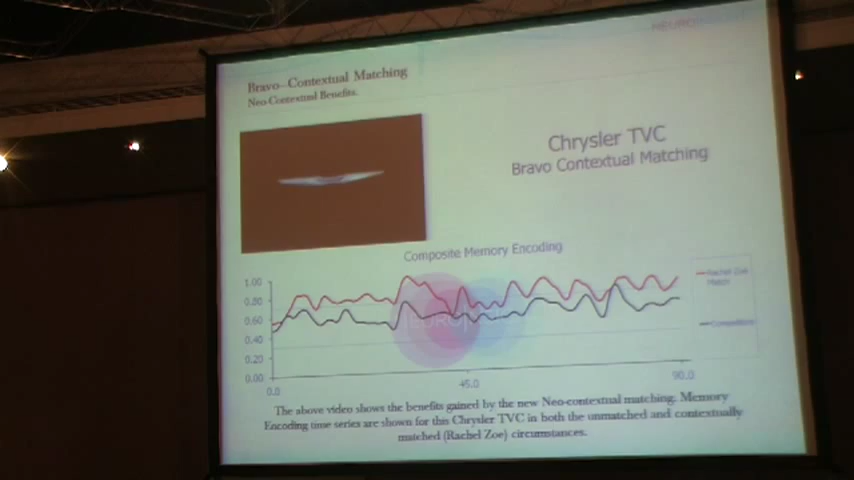 Bravo–Contextual Matching
Neo-Contextual Benefits.
Chrysler TVC
Bravo Contextual Matching
Composite Memory Encoding
1.00
0.80
0.60
0.40
0.20
0.00
0.0
45.0
90.0
Rachel Zoe
Match
The above video shows the benefits gained by the new Neo-contextual matching. Memory
Encoding time series are shown for this Chrysler TVC in both the unmatched and contextually
matched (Rachel Zoe) circumstances.